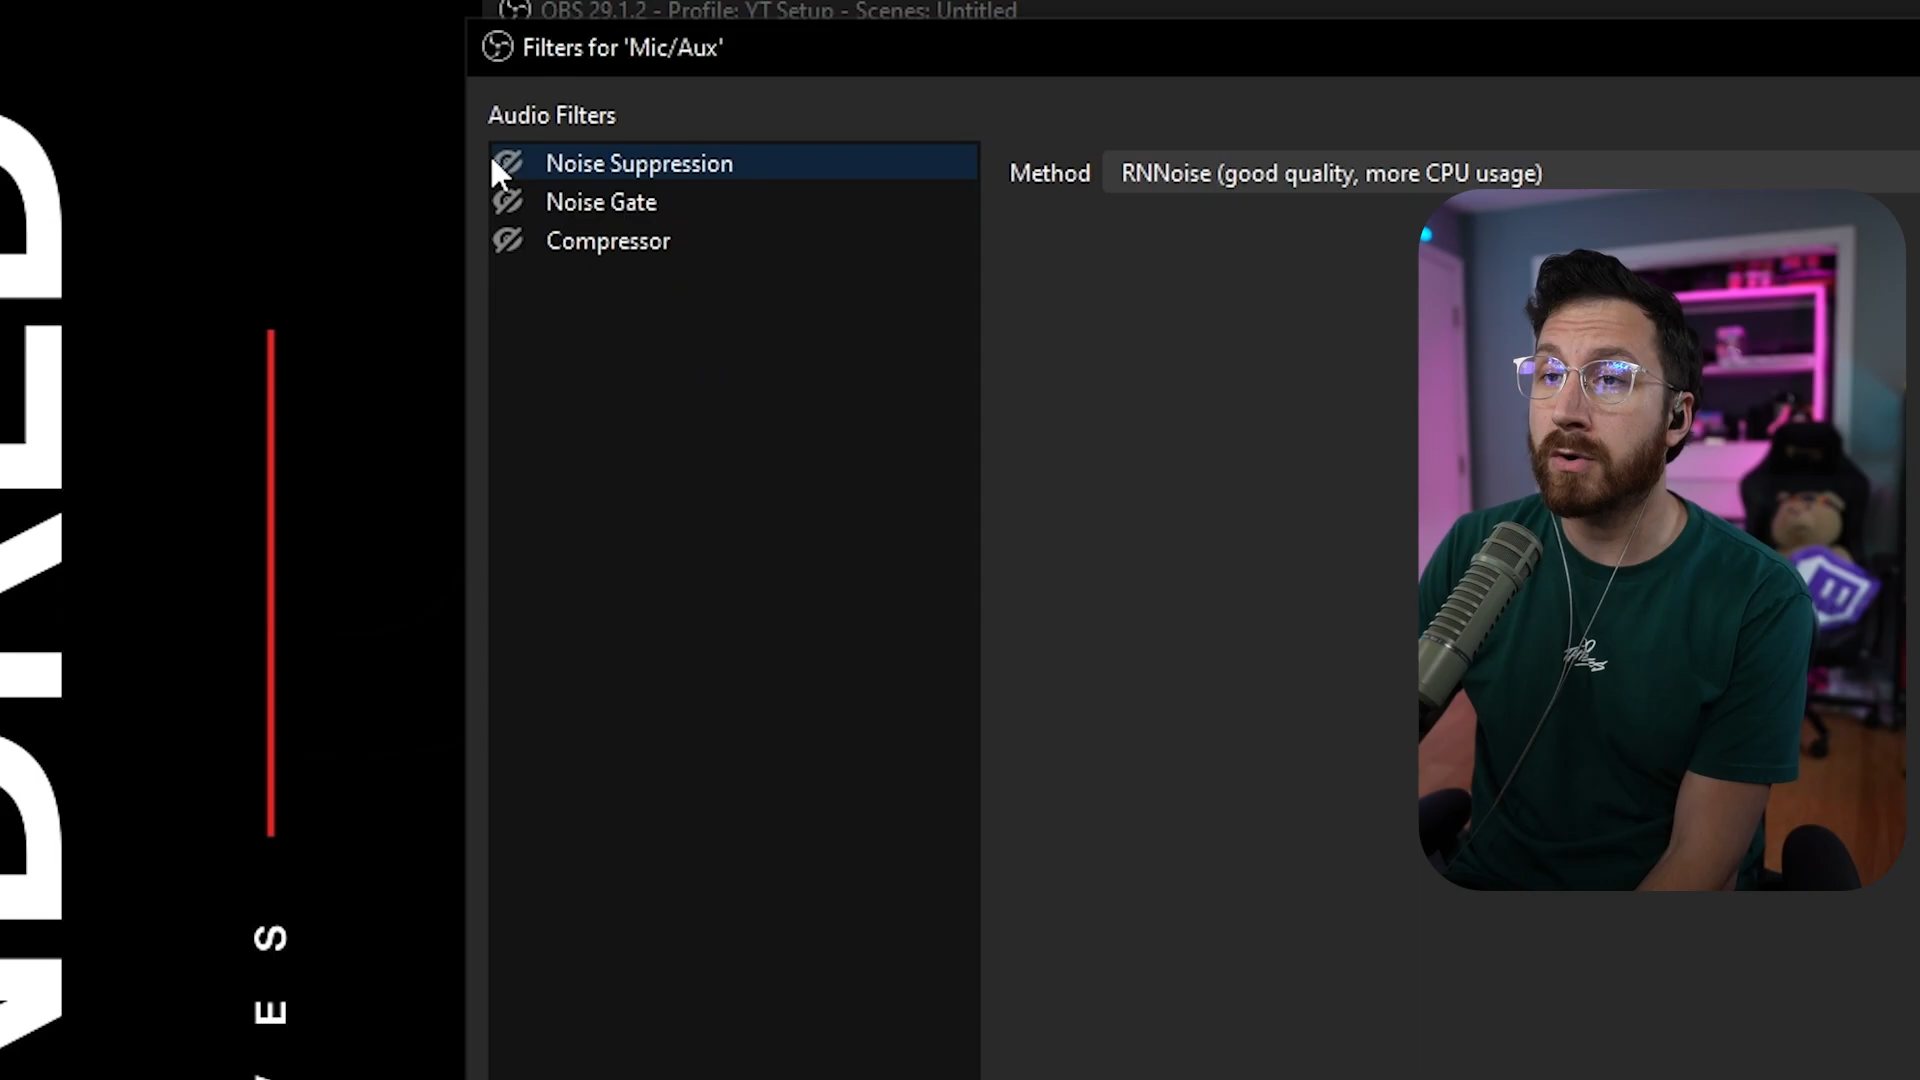 OBS 29.1.2 - Profile: YT Setup - Scenes: Untitled
Filters for 'Mic/Aux'
Audio Filters
Noise Suppression
Noise Gate
Compressor
Method RNNoise (good quality, more CPU usage)